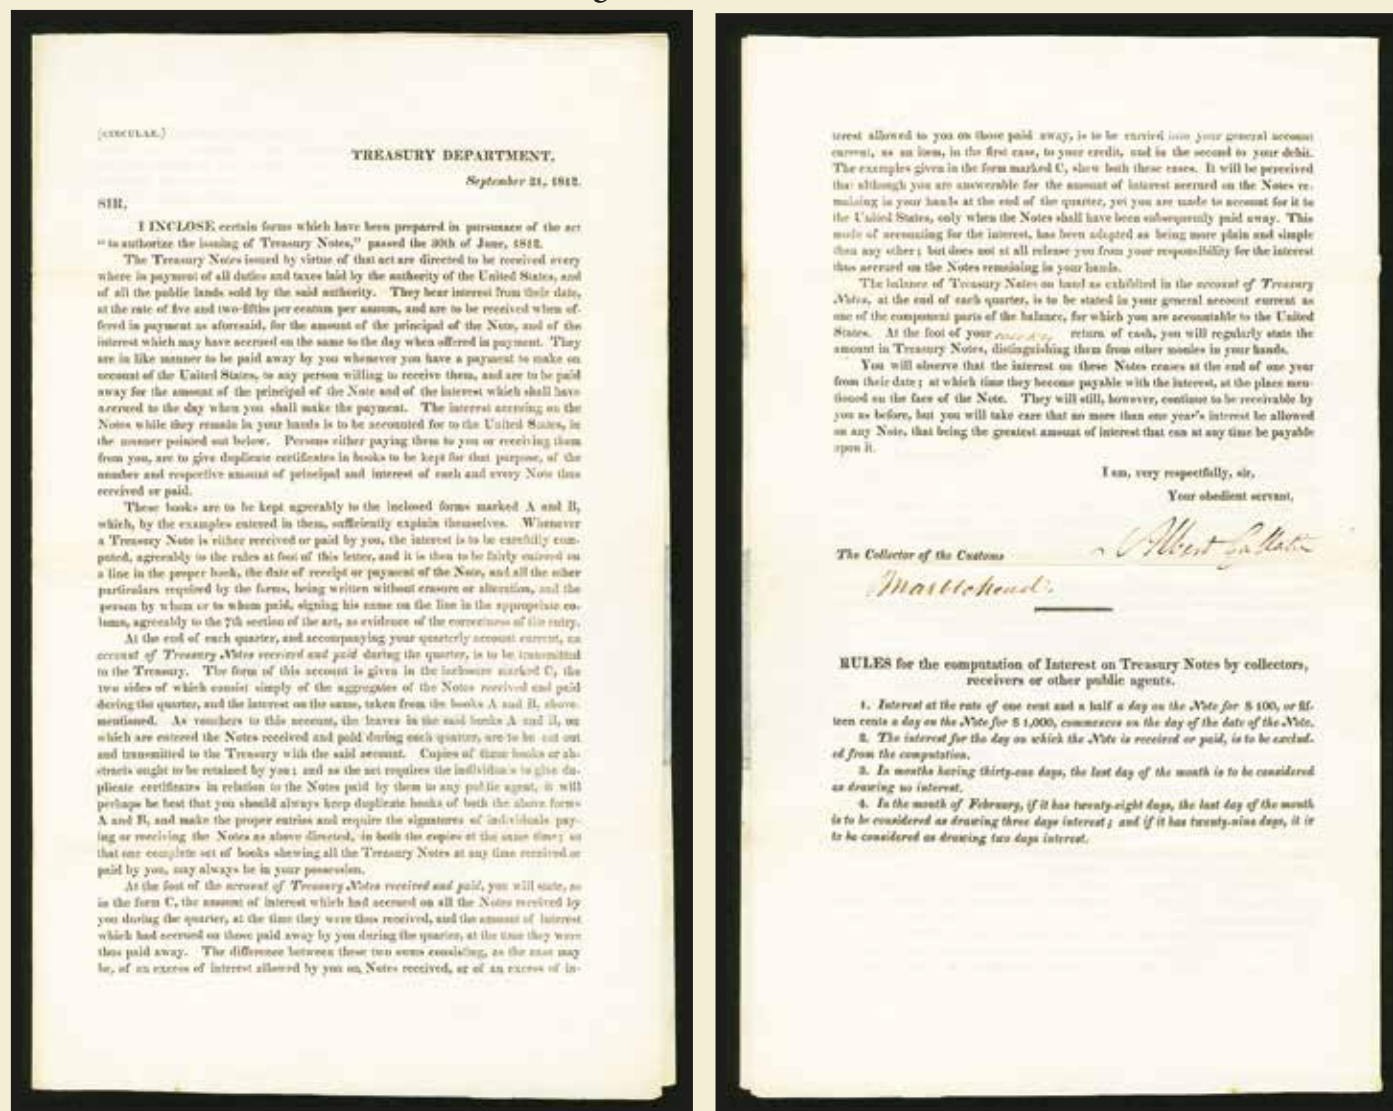 (CIRCULAR.)
TREASURY DEPARTMENT,
September 21, 1812.
SIR,
I INCLOSE certain forms which have been prepared in pursuance of the act
“to authorize the issuing of Treasury Notes,” passed the 30th of June, 1812.
The Treasury Notes issued by virtue of that act are directed to be received every
where in payment of all duties and taxes laid by the authority of the United States, and
of all the public lands sold by the said authority. They bear interest from their date,
at the rate of five and two-fifths per centum per annum, and are to be received when of-
fered in payment as aforesaid, for the amount of the principal of the Note, and of the
interest which may have accrued on the same to the day when offered in payment. They
are in like manner to be paid away by you whenever you have a payment to make on
account of the United States, to any person willing to receive them, and are to be paid
away for the amount of the principal of the Note and of the interest which shall have
accrued to the day when you shall make the payment. The interest accruing on the
Notes while they remain in your hands is to be accounted for to the United States, in
the manner pointed out below. Persons either paying them to you or receiving them
from you, are to give duplicate certificates in books to be kept for that purpose, of the
number and respective amount of principal and interest of each and every Note thus
received or paid.
These books are to be kept agreeably to the inclosed forms marked A and B,
which, by the examples entered in them, sufficiently explain themselves. Whenever
a Treasury Note is either received or paid by you, the interest is to be carefully com-
puted, agreeably to the rules at foot of this letter, and it is then to be fairly entered on
a line in the proper book, the date of receipt or payment of the Note, and all the other
particulars required by the forms, being written without erasure or alteration, and the
person by whom or to whom paid, signing his name on the line in the appropriate co-
lumn, agreeably to the 7th section of the act, as evidence of the correctness of the entry.
At the end of each quarter, and accompanying your quarterly account current, an
account of Treasury Notes received and paid during the quarter, is to be transmitted
to the Treasury. The form of this account is given in the inclosure marked C, the
two sides of which consist simply of the aggregates of the Notes received and paid
during the quarter, and the interest on the same, taken from the books A and B, above-
mentioned. As vouchers to this account, the leaves in the said books A and B, on
which are entered the Notes received and paid during each quarter, are to be cut out
and transmitted to the Treasury with the said account. Copies of these books or ab-
stracts ought to be retained by you; and as the act requires the individuals to give du-
plicate certificates in relation to the Notes paid by them to any public agent, it will
perhaps be best that you should always keep duplicate books of both the above forms
A and B, and make the proper entries and require the signatures of individuals pay-
ing or receiving the Notes as above directed, in both the copies at the same time; so
that one complete set of books shewing all the Treasury Notes at any time received or
paid by you, may always be in your possession.
At the foot of the account of Treasury Notes received and paid, you will state, as
in the form C, the amount of interest which had accrued on all the Notes received by
you during the quarter, at the time they were thus received, and the amount of interest
which had accrued on those paid away by you during the quarter, at the time they were
thus paid away. The difference between these two sums consisting, as the case may
be, of an excess of interest allowed by you on Notes received, or of an excess of in-
terest allowed to you on those paid away, is to be carried into your general account
current, as an item, in the first case, to your credit, and in the second to your debit.
The examples given in the form marked C, shew both these cases. It will be perceived
that although you are answerable for the amount of interest accrued on the Notes re-
maining in your hands at the end of the quarter, yet you are made to account for it to
the United States, only when the Notes shall have been subsequently paid away. This
mode of accounting for the interest, has been adopted as being more plain and simple
than any other; but does not at all release you from your responsibility for the interest
thus accrued on the Notes remaining in your hands.
The balance of Treasury Notes on hand as exhibited in the account of Treasury
Notes, at the end of each quarter, is to be stated in your general account current as
one of the component parts of the balance, for which you are accountable to the United
States. At the foot of your return of cash, you will regularly state the
amount in Treasury Notes, distinguishing them from other monies in your hands.
You will observe that the interest on these Notes ceases at the end of one year
from their date; at which time they become payable with the interest, at the place men-
tioned on the face of the Note. They will still, however, continue to be receivable by
you as before, but you will take care that no more than one year's interest be allowed
on any Note, that being the greatest amount of interest that can at any time be payable
upon it.
I am, very respectfully, sir,
Your obedient servant,
Albert Gallatin
The Collector of the Customs
Marblehead.
RULES for the computation of Interest on Treasury Notes by collectors,
receivers or other public agents.
1. Interest at the rate of one cent and a half a day on the Note for $ 100, or fif-
teen cents a day on the Note for $ 1,000, commences on the day of the date of the Note.
2. The interest for the day on which the Note is received or paid, is to be exclud-
ed from the computation.
3. In months having thirty-one days, the last day of the month is to be considered
as drawing no interest.
4. In the month of February, if it has twenty-eight days, the last day of the month
is to be considered as drawing three days interest; and if it has twenty-nine days, it is
to be considered as drawing two days interest.